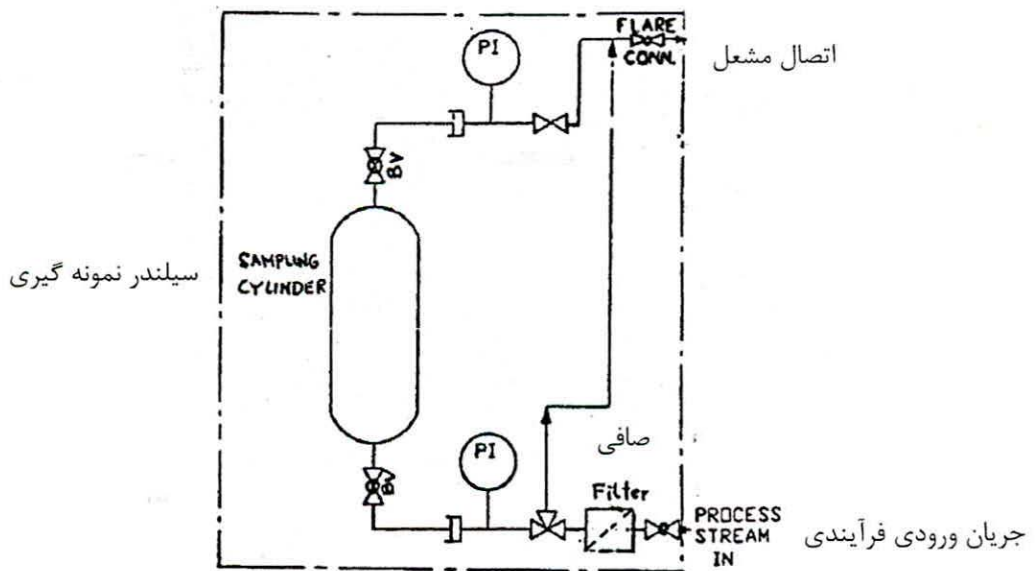 FLARE
CONN.
اتصال مشعل
PI
BV
SAMPLING
CYLINDER
سیلندر نمونه گیری
صافی
PI
BV
Filter
PROCESS
STREAM
IN
جریان ورودی فرآیندی